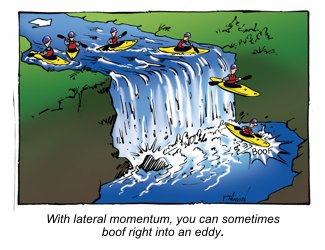 BOOF!
With lateral momentum, you can sometimes
boof right into an eddy.